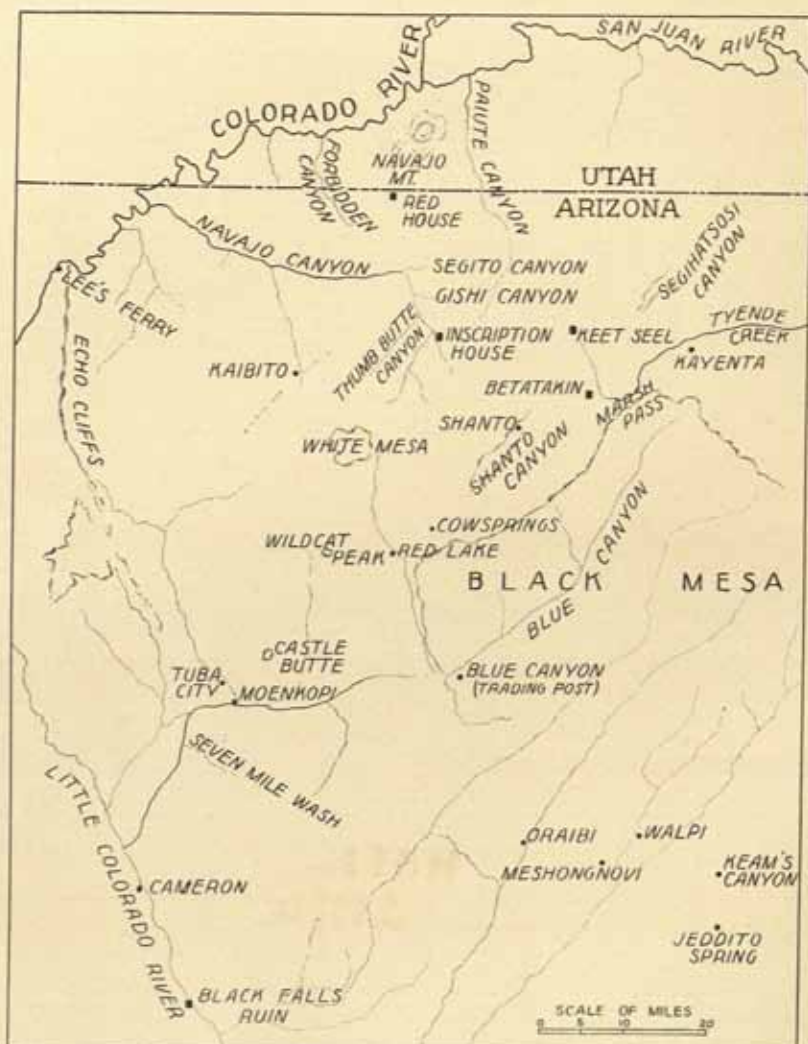 SAN JUAN RIVER
COLORADO RIVER
PAIUTE CANYON
FORBIDDEN
CANYON
NAVAJO
MT.
RED
HOUSE
UTAH
ARIZONA
NAVAJO CANYON
SEGITO CANYON
SEGIHATSOSI
CANYON
GISHI CANYON
LEE'S FERRY
ECHO CLIFFS
THUMB BUTTE
CANYON
INSCRIPTION
HOUSE
KEET SEEL
TYENDE
CREEK
KAYENTA
KAIBITO
BETATAKIN
MARSH
PASS
SHANTO
SHANTO
CANYON
WHITE MESA
COWSPRINGS
WILDCAT
PEAK
RED LAKE
BLACK MESA
BLUE CANYON
CASTLE
BUTTE
TUBA
CITY
MOENKOPI
BLUE CANYON
(TRADING POST)
SEVEN MILE WASH
LITTLE COLORADO RIVER
ORAIBI
WALPI
MESHONGNOVI
KEAM'S
CANYON
CAMERON
JEDDITO
SPRING
BLACK FALLS
RUIN
SCALE OF MILES
0 5 10 20